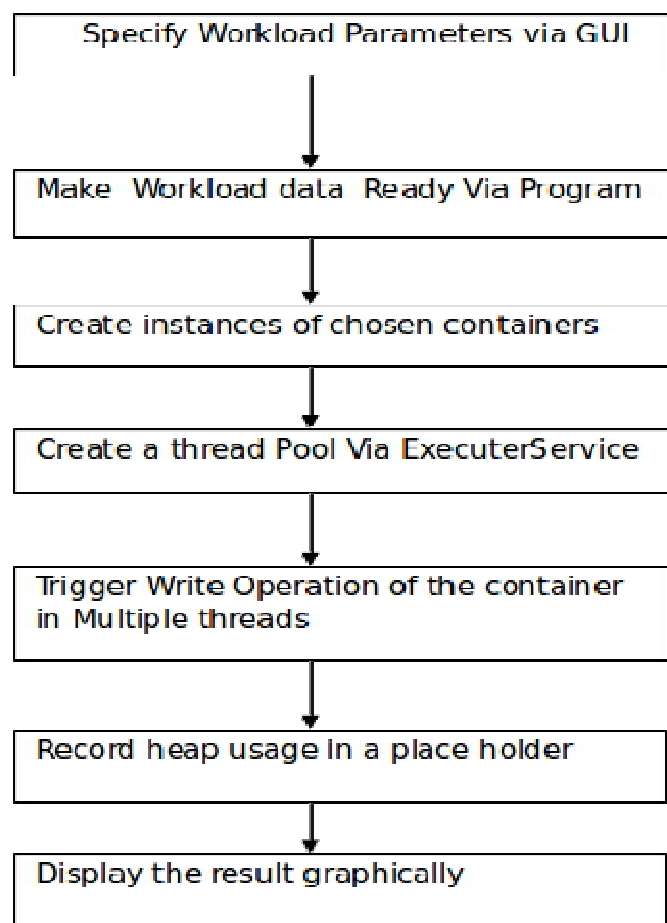 Specify Workload Parameters via GUI
Make Workload data Ready Via Program
Create instances of chosen containers
Create a thread Pool Via ExecuterService
Trigger Write Operation of the container
in Multiple threads
Record heap usage in a place holder
Display the result graphically